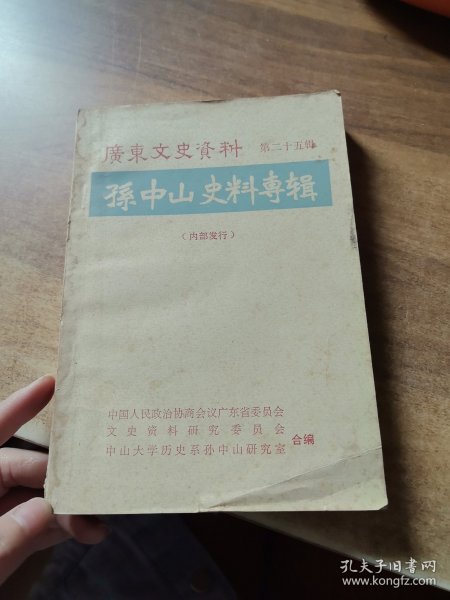 廣東文史資料 第二十五輯
孫中山史料專辑
（内部发行）
中国人民政治协商会议广东省委员会
文史资料研究委员会
中山大学历史系孙中山研究室
合编
孔夫子旧书网
www.kongfz.com